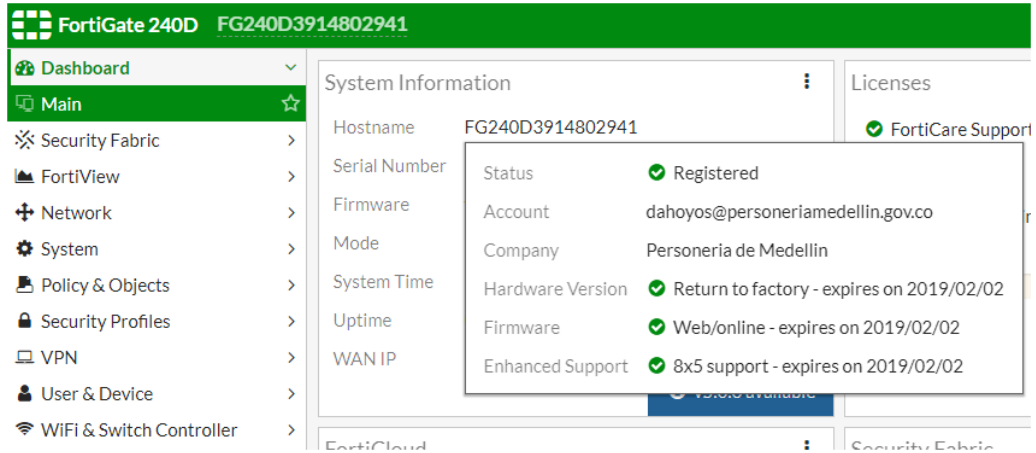 FortiGate 240D FG240D3914802941
Dashboard
Main
Security Fabric
FortiView
Network
System
Policy & Objects
Security Profiles
VPN
User & Device
WiFi & Switch Controller
System Information
Hostname FG240D3914802941
Serial Number
Firmware
Mode
System Time
Uptime
WAN IP
Status Registered
Account dahoyos@personeriamedellin.gov.co
Company Personeria de Medellin
Hardware Version Return to factory - expires on 2019/02/02
Firmware Web/online - expires on 2019/02/02
Enhanced Support 8x5 support - expires on 2019/02/02
available
Licenses
FortiCare Support
FortiCloud
Security Fabric